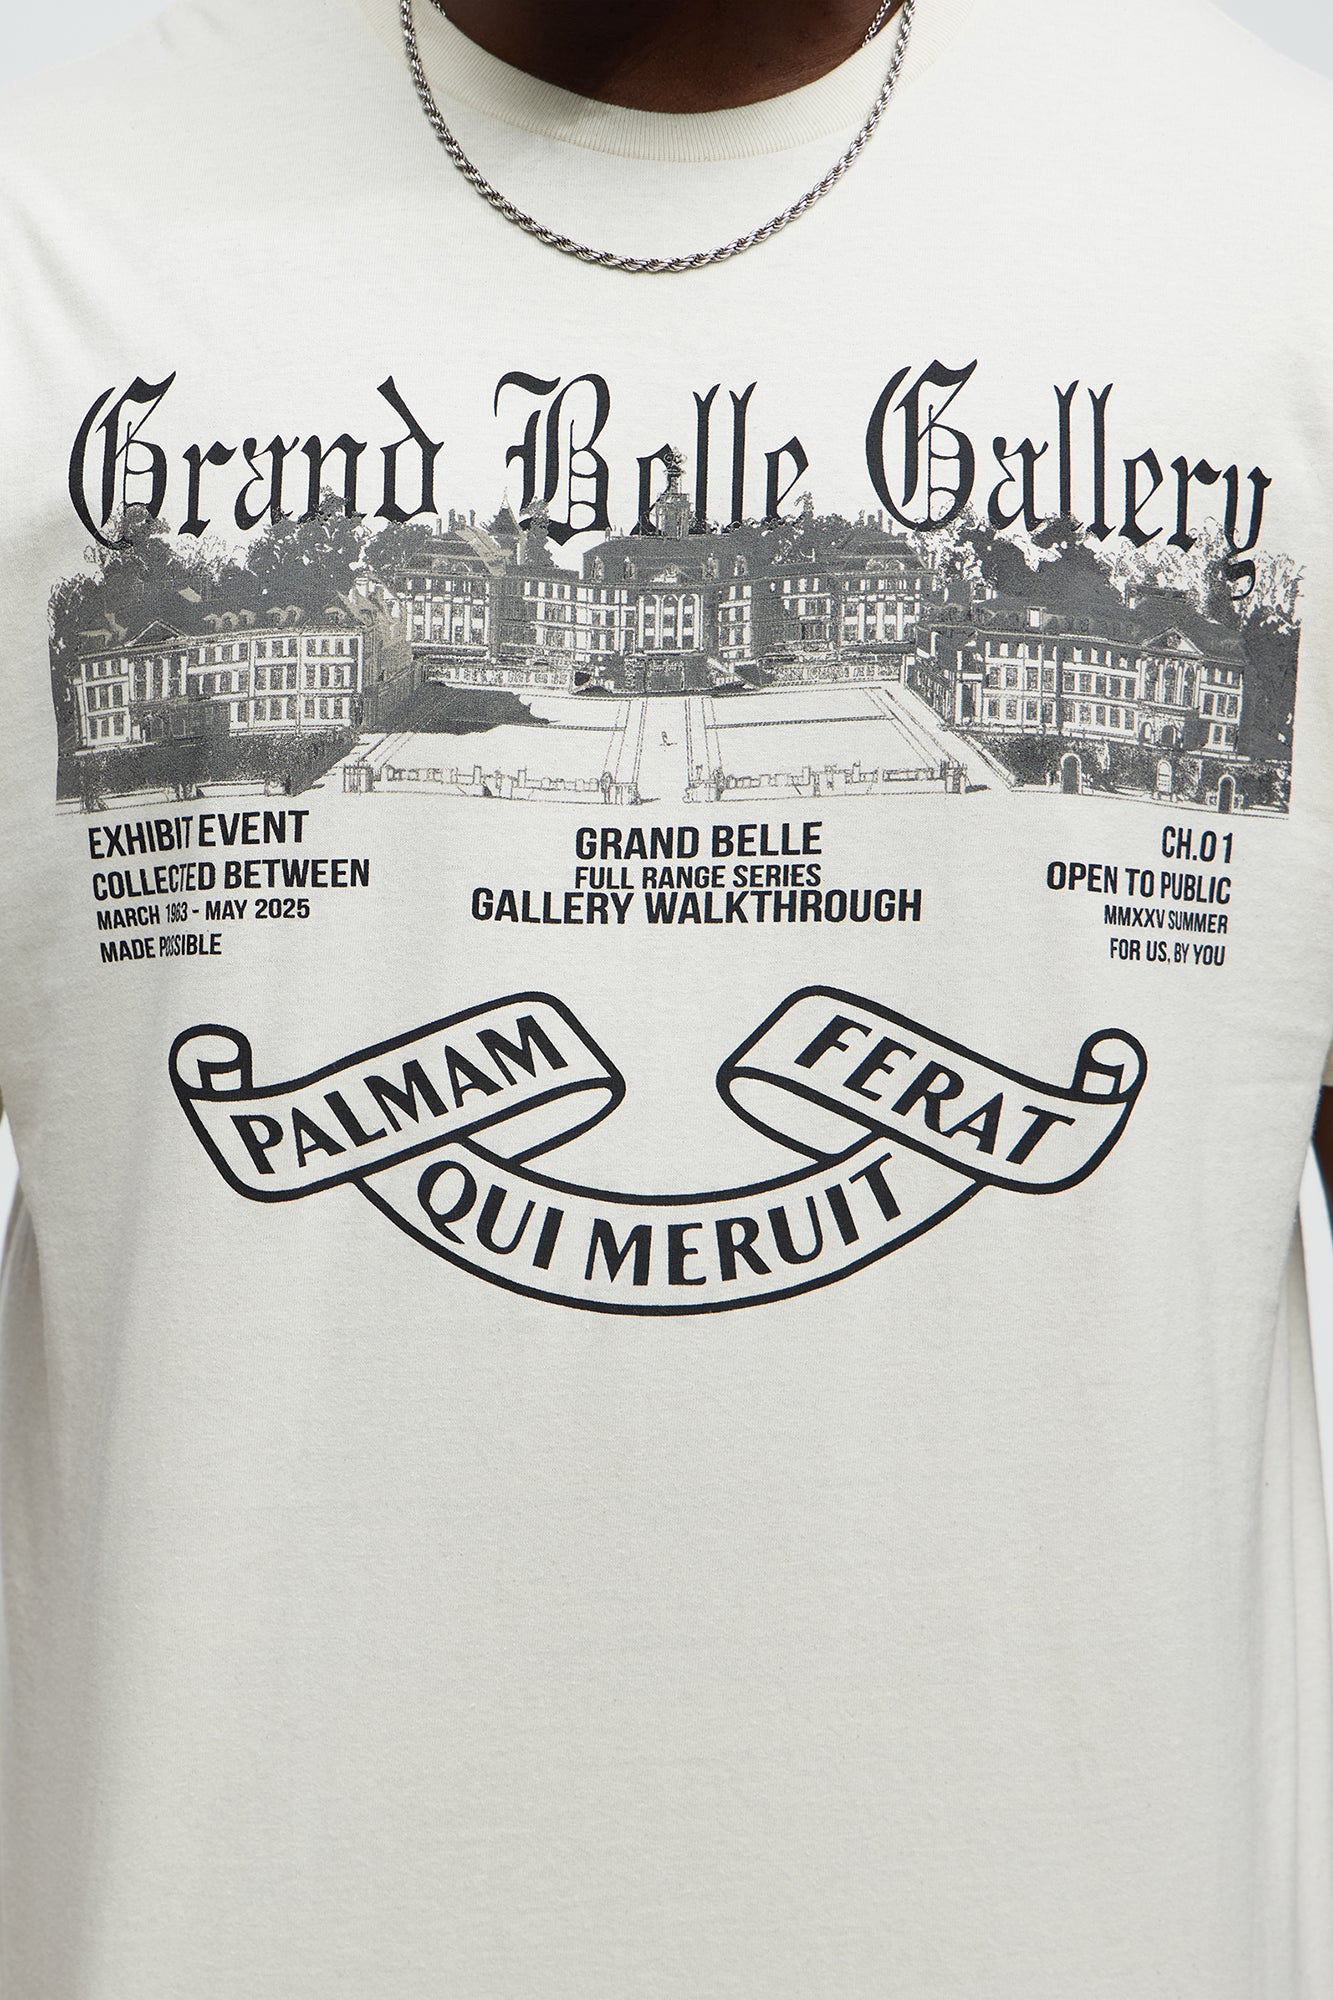 Grand Belle Gallery
EXHIBIT EVENT
COLLECTED BETWEEN
MARCH 1963 - MAY 2025
MADE POSSIBLE
GRAND BELLE
FULL RANGE SERIES
GALLERY WALKTHROUGH
CH.01
OPEN TO PUBLIC
MMXXV SUMMER
FOR US, BY YOU
PALMAM
QUI MERUIT
FERAT